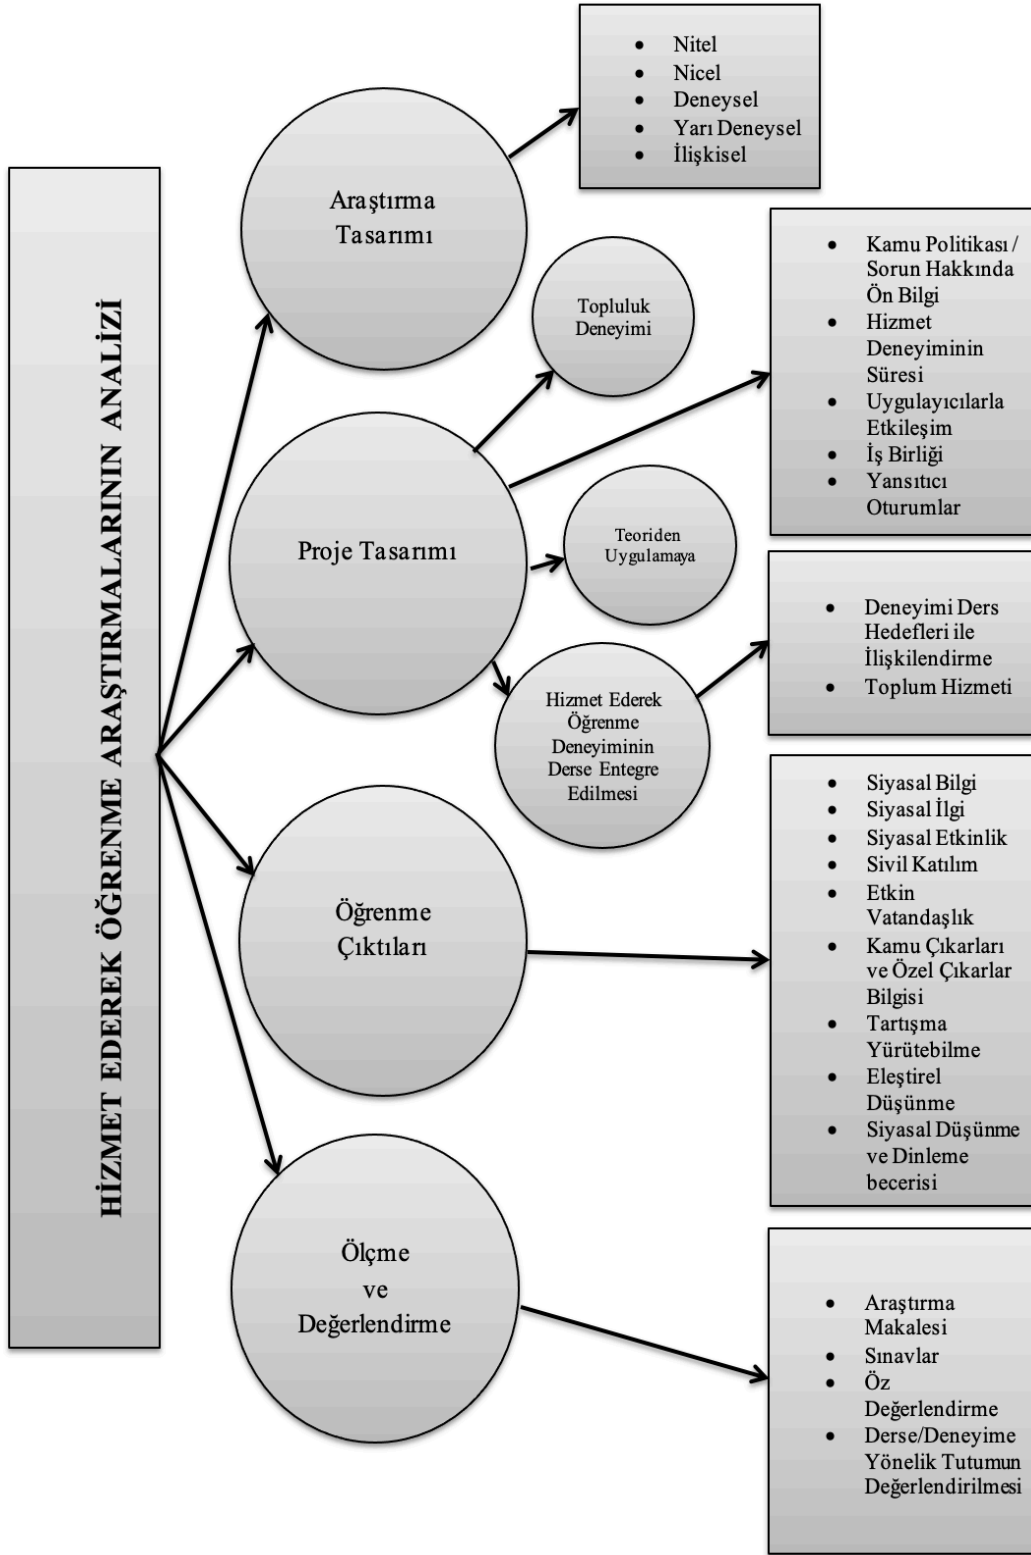 HİZMET EDEREK ÖĞRENME ARAŞTIRMALARININ ANALİZİ
Araştırma
Tasarımı
• Nitel
• Nicel
• Deneysel
• Yarı Deneysel
• İlişkisel
Proje Tasarımı
Topluluk
Deneyimi
• Kamu Politikası /
Sorun Hakkında
Ön Bilgi
• Hizmet
Deneyiminin
Süresi
• Uygulayıcılarla
Etkileşim
• İş Birliği
• Yansıtıcı
Oturumlar
Teoriden
Uygulamaya
Hizmet Ederek
Öğrenme
Deneyiminin
Derse Entegre
Edilmesi
• Deneyimi Ders
Hedefleri ile
İlişkilendirme
• Toplum Hizmeti
Öğrenme
Çıktıları
• Siyasal Bilgi
• Siyasal İlgi
• Siyasal Etkinlik
• Sivil Katılım
• Etkin
Vatandaşlık
• Kamu Çıkarları
ve Özel Çıkarlar
Bilgisi
• Tartışma
Yürütebilme
• Eleştirel
Düşünme
• Siyasal Düşünme
ve Dinleme
becerisi
Ölçme
ve
Değerlendirme
• Araştırma
Makalesi
• Sınavlar
• Öz
Değerlendirme
• Derse/Deneyime
Yönelik Tutumun
Değerlendirilmesi